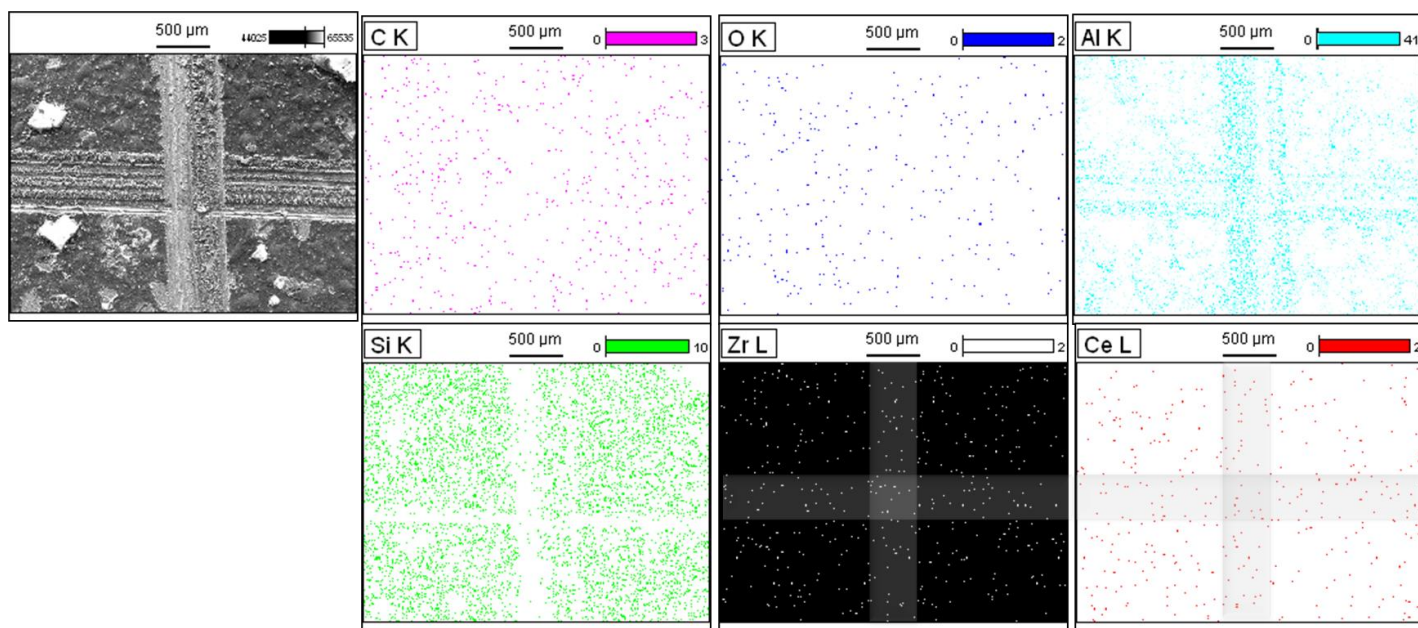 500 µm 44025 65535
C K 500 µm 0 3
O K 500 µm 0 2
Al K 500 µm 0 41
Si K 500 µm 0 10
Zr L 500 µm 0 2
Ce L 500 µm 0 2